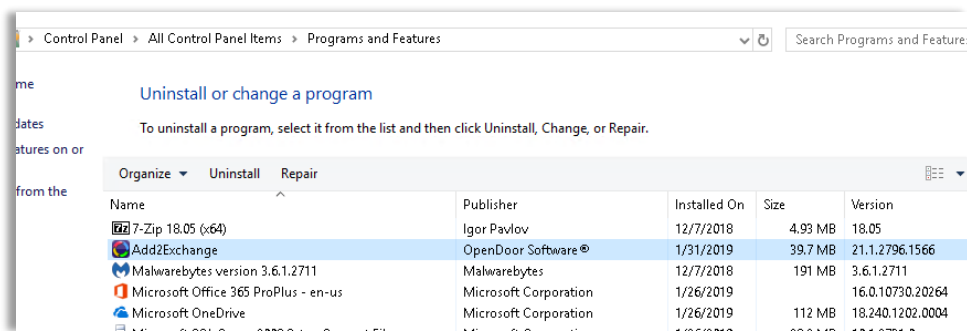 > Control Panel > All Control Panel Items > Programs and Features
Search Programs and Feature
me
Uninstall or change a program
dates
To uninstall a program, select it from the list and then click Uninstall, Change, or Repair.
atures on or
Organize Uninstall Repair
from the
Name Publisher Installed On Size Version
7-Zip 18.05 (x64) Igor Pavlov 12/7/2018 4.93 MB 18.05
Add2Exchange OpenDoor Software® 1/31/2019 39.7 MB 21.1.2796.1566
Malwarebytes version 3.6.1.2711 Malwarebytes 12/7/2018 191 MB 3.6.1.2711
Microsoft Office 365 ProPlus - en-us Microsoft Corporation 1/26/2019 16.0.10730.20264
Microsoft OneDrive Microsoft Corporation 1/26/2019 112 MB 18.240.1202.0004